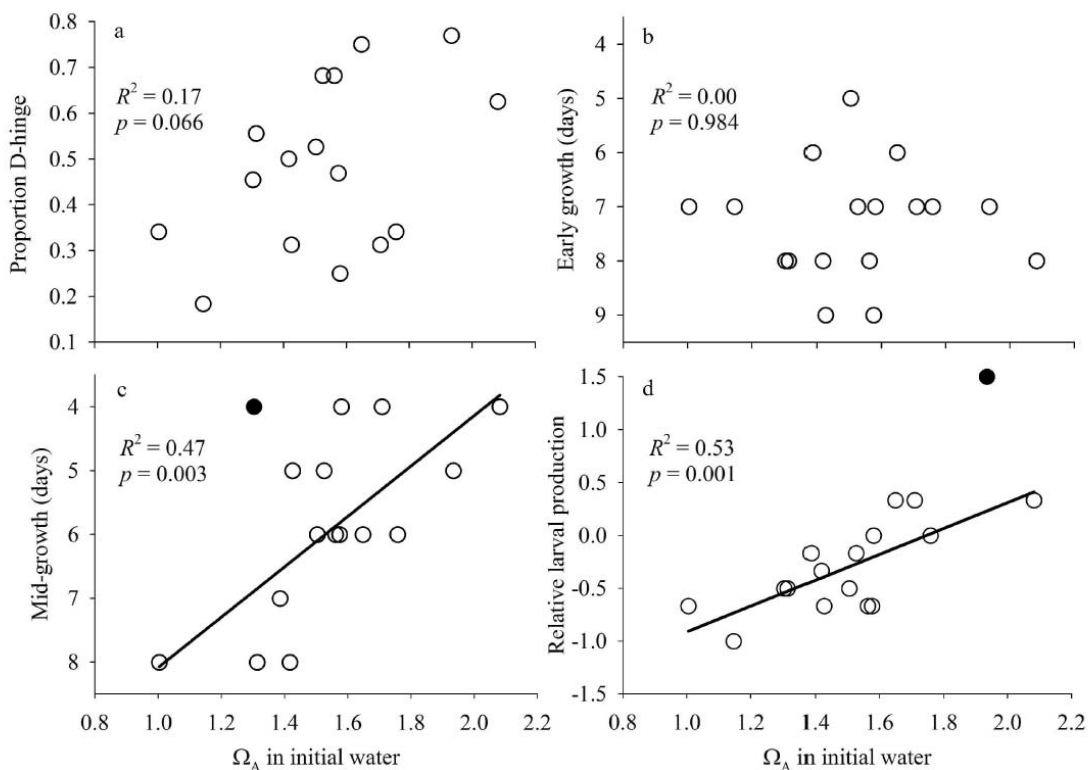 a
R² = 0.17
p = 0.066
Proportion D-hinge
0.8
0.7
0.6
0.5
0.4
0.3
0.2
0.1
b
R² = 0.00
p = 0.984
Early growth (days)
4
5
6
7
8
9
c
R² = 0.47
p = 0.003
Mid-growth (days)
4
5
6
7
8
0.8 1.0 1.2 1.4 1.6 1.8 2.0 2.2
Ω_A in initial water
d
R² = 0.53
p = 0.001
Relative larval production
1.5
1.0
0.5
0.0
-0.5
-1.0
-1.5
0.8 1.0 1.2 1.4 1.6 1.8 2.0 2.2
Ω_A in initial water